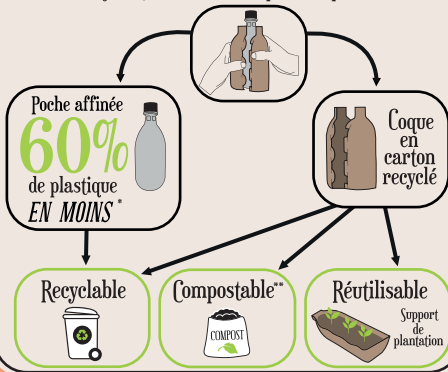 Poche affinée
60%
de plastique
EN MOINS*
Coque
en
carton
recyclé
Recyclable
Compostable**
COMPOST
Réutilisable
Support
de
plantation